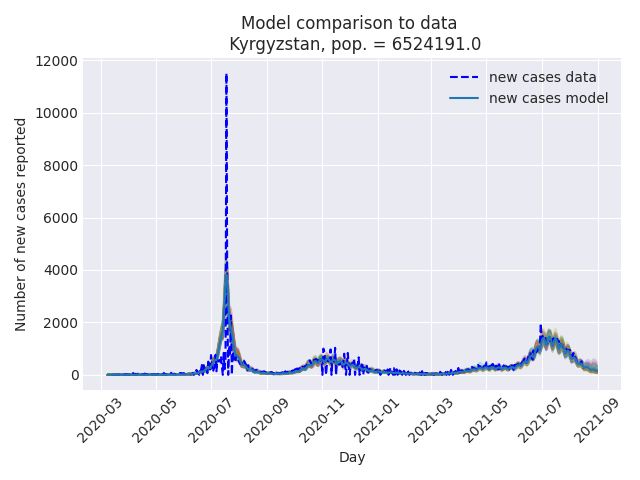 Model comparison to data
Kyrgyzstan, pop. = 6524191.0
12000
10000
8000
6000
4000
2000
0
Number of new cases reported
new cases data
new cases model
2020-03
2020-05
2020-07
2020-09
2020-11
2021-01
2021-03
2021-05
2021-07
2021-09
Day